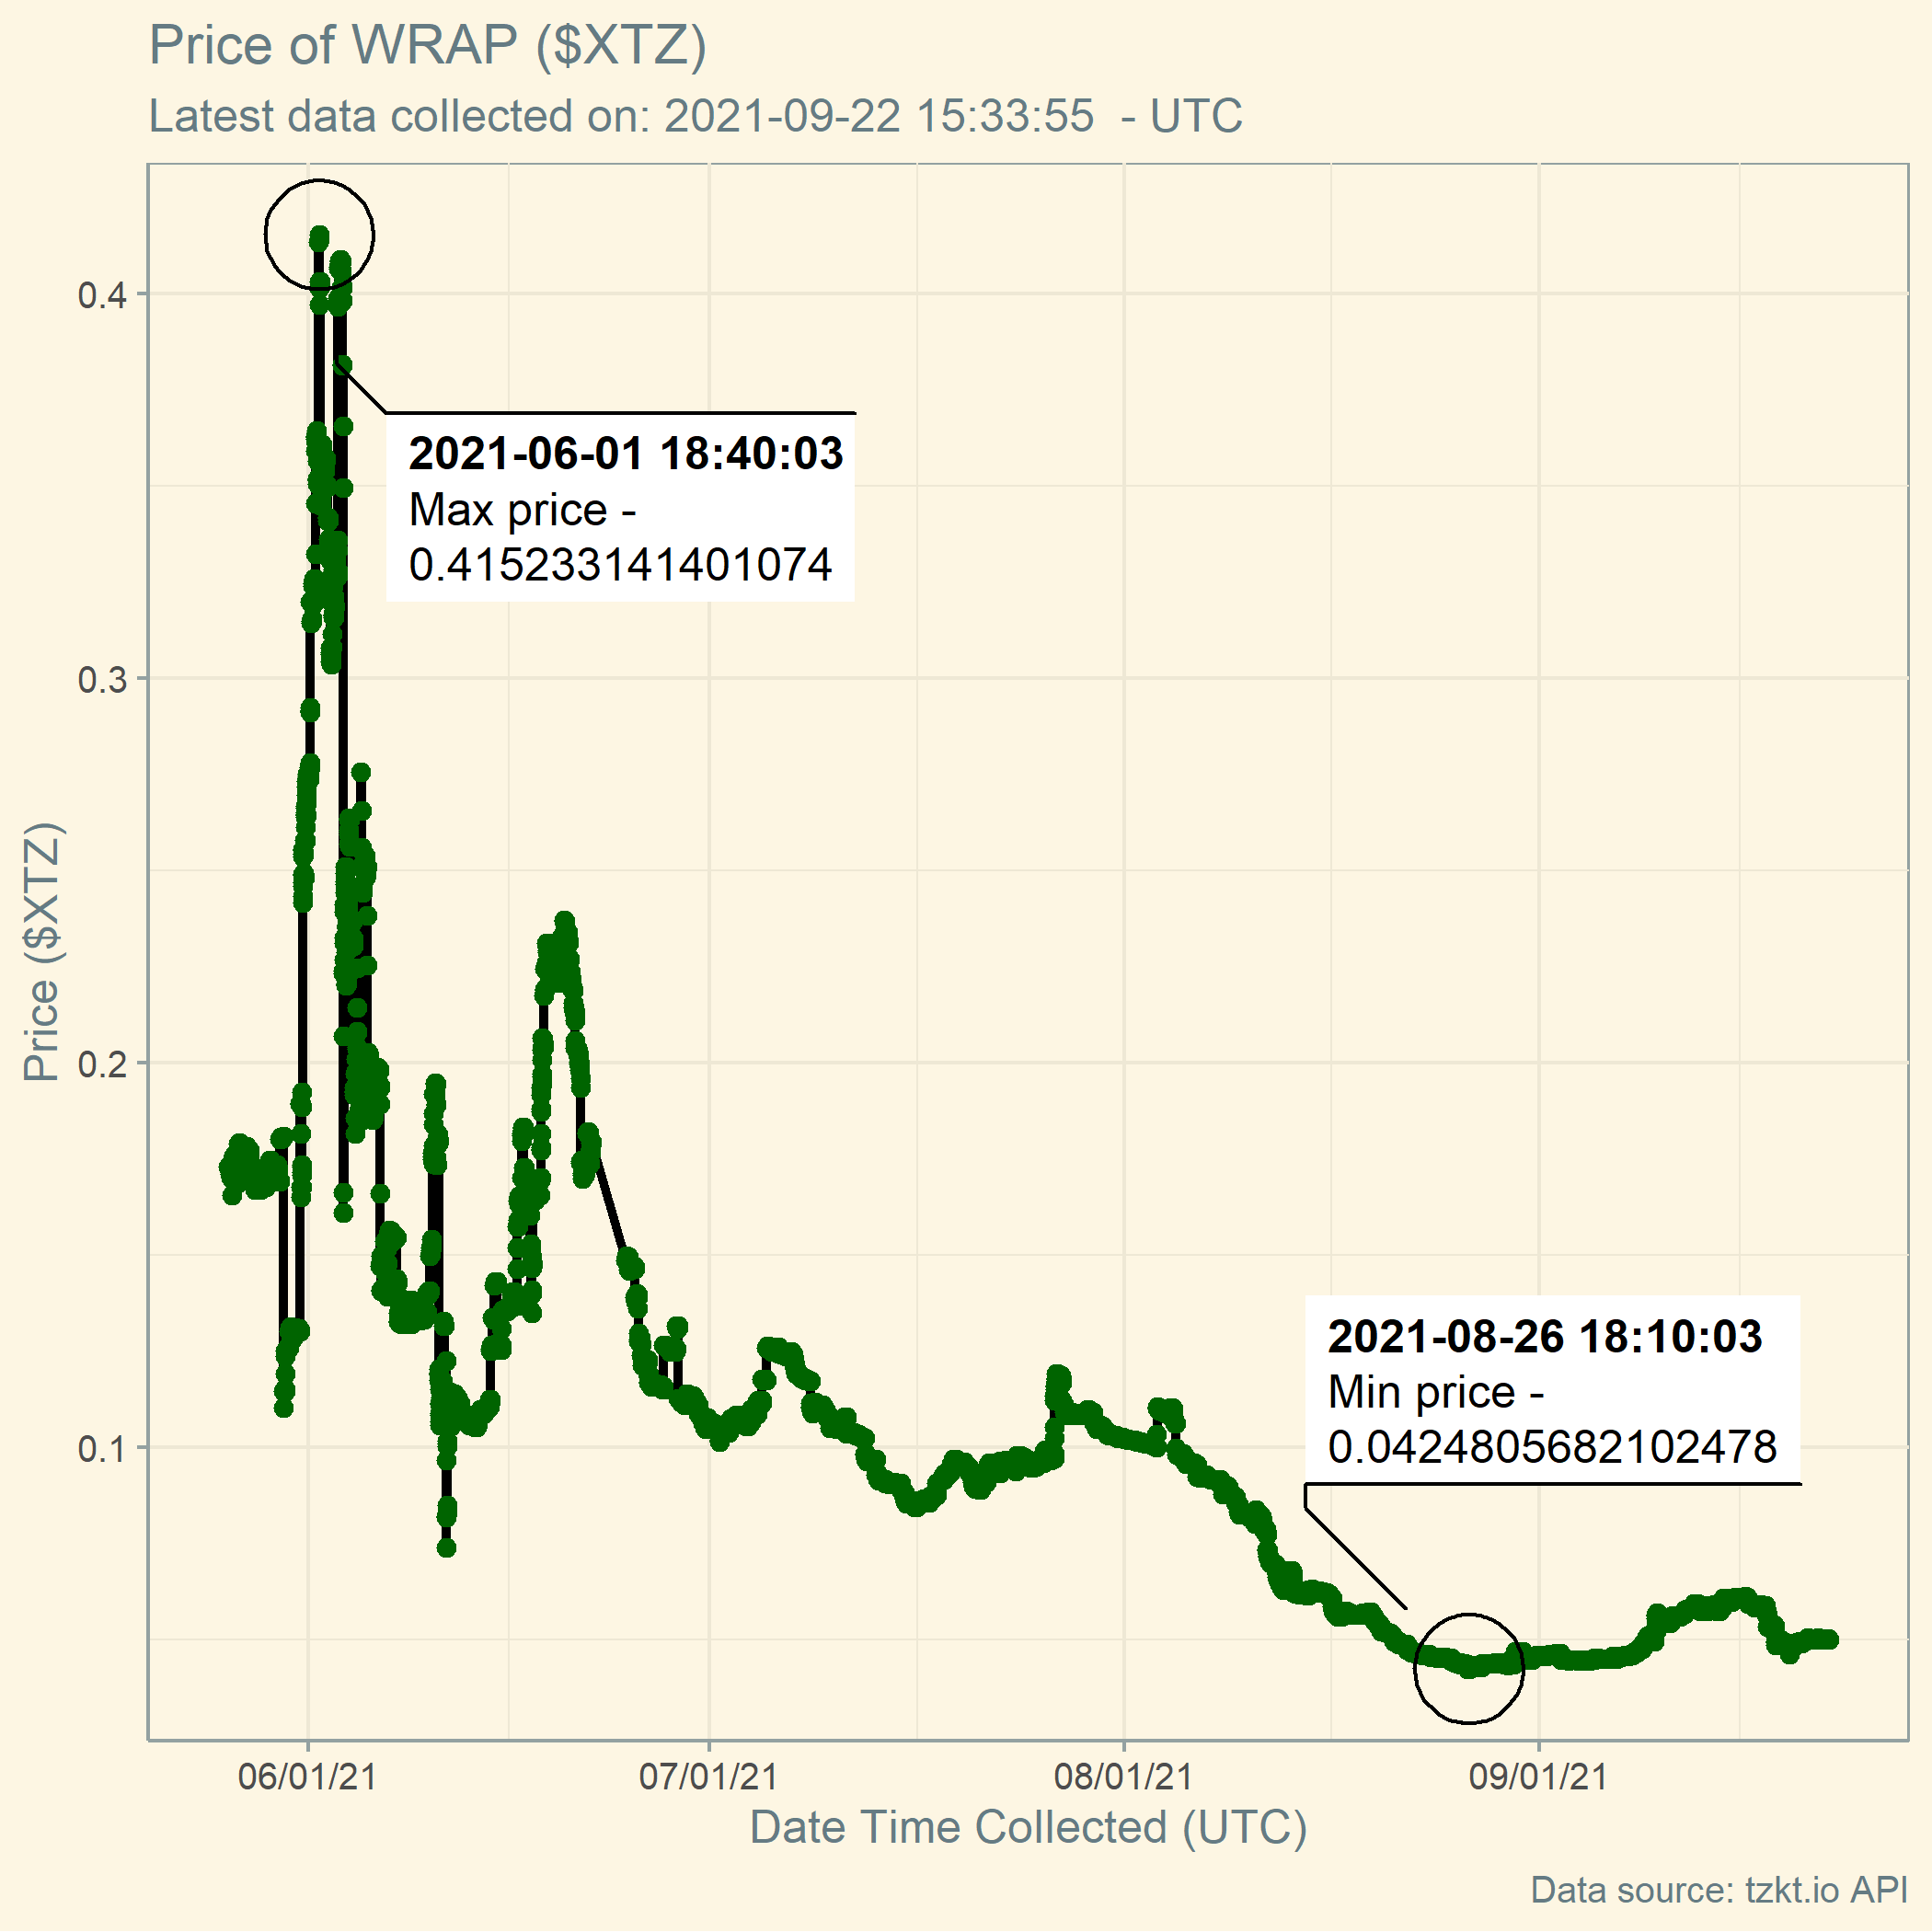 Price of WRAP ($XTZ)
Latest data collected on: 2021-09-22 15:33:55  - UTC
Price ($XTZ)
0.4
0.3
0.2
0.1
2021-06-01 18:40:03
Max price -
0.415233141401074
2021-08-26 18:10:03
Min price -
0.0424805682102478
06/01/21
07/01/21
08/01/21
09/01/21
Date Time Collected (UTC)
Data source: tzkt.io API